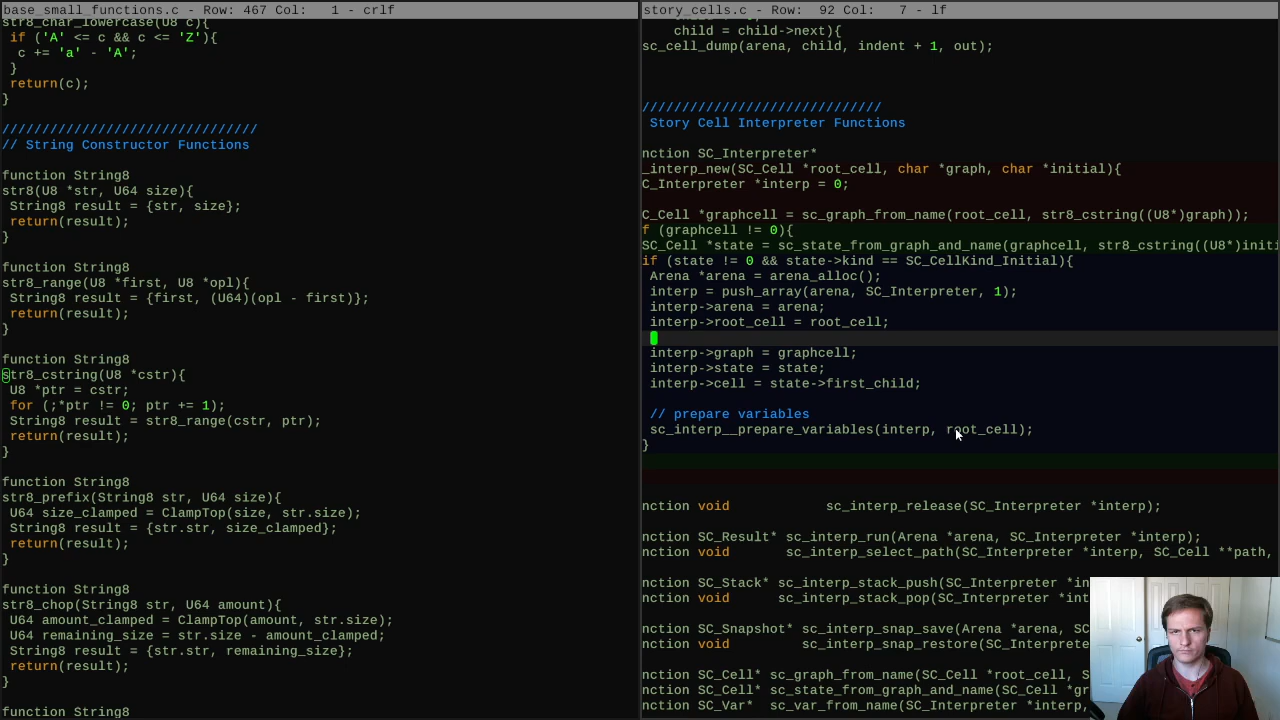 base_small_functions.c - Row: 467 Col:   1 - crlf
str8_char_lowercase(U8 c){
 if ('A' <= c && c <= 'Z'){
  c += 'a' - 'A';
 }
 return(c);
}
////////////////////////////////
// String Constructor Functions
function String8
str8(U8 *str, U64 size){
 String8 result = {str, size};
 return(result);
}
function String8
str8_range(U8 *first, U8 *opl){
 String8 result = {first, (U64)(opl - first)};
 return(result);
}
function String8
str8_cstring(U8 *cstr){
 U8 *ptr = cstr;
 for (;*ptr != 0; ptr += 1);
 String8 result = str8_range(cstr, ptr);
 return(result);
}
function String8
str8_prefix(String8 str, U64 size){
 U64 size_clamped = ClampTop(size, str.size);
 String8 result = {str.str, size_clamped};
 return(result);
}
function String8
str8_chop(String8 str, U64 amount){
 U64 amount_clamped = ClampTop(amount, str.size);
 U64 remaining_size = str.size - amount_clamped;
 String8 result = {str.str, remaining_size};
 return(result);
}
function String8
story_cells.c - Row:  92 Col:   7 - lf
child = child->next){
sc_cell_dump(arena, child, indent + 1, out);
//////////////////////////////
 Story Cell Interpreter Functions
nction SC_Interpreter*
_interp_new(SC_Cell *root_cell, char *graph, char *initial){
C_Interpreter *interp = 0;
C_Cell *graphcell = sc_graph_from_name(root_cell, str8_cstring((U8*)graph));
f (graphcell != 0){
SC_Cell *state = sc_state_from_graph_and_name(graphcell, str8_cstring((U8*)initi
if (state != 0 && state->kind == SC_CellKind_Initial){
 Arena *arena = arena_alloc();
 interp = push_array(arena, SC_Interpreter, 1);
 interp->arena = arena;
 interp->root_cell = root_cell;
 interp->graph = graphcell;
 interp->state = state;
 interp->cell = state->first_child;
 // prepare variables
 sc_interp__prepare_variables(interp, root_cell);
}
nction void            sc_interp_release(SC_Interpreter *interp);
nction SC_Result* sc_interp_run(Arena *arena, SC_Interpreter *interp);
nction void       sc_interp_select_path(SC_Interpreter *interp, SC_Cell **path,
nction SC_Stack* sc_interp_stack_push(SC_Interpreter *in
nction void      sc_interp_stack_pop(SC_Interpreter *int
nction SC_Snapshot* sc_interp_snap_save(Arena *arena, SC
nction void         sc_interp_snap_restore(SC_Interprete
nction SC_Cell* sc_graph_from_name(SC_Cell *root_cell, S
nction SC_Cell* sc_state_from_graph_and_name(SC_Cell *gr
nction SC_Var*  sc_var_from_name(SC_Interpreter *interp,